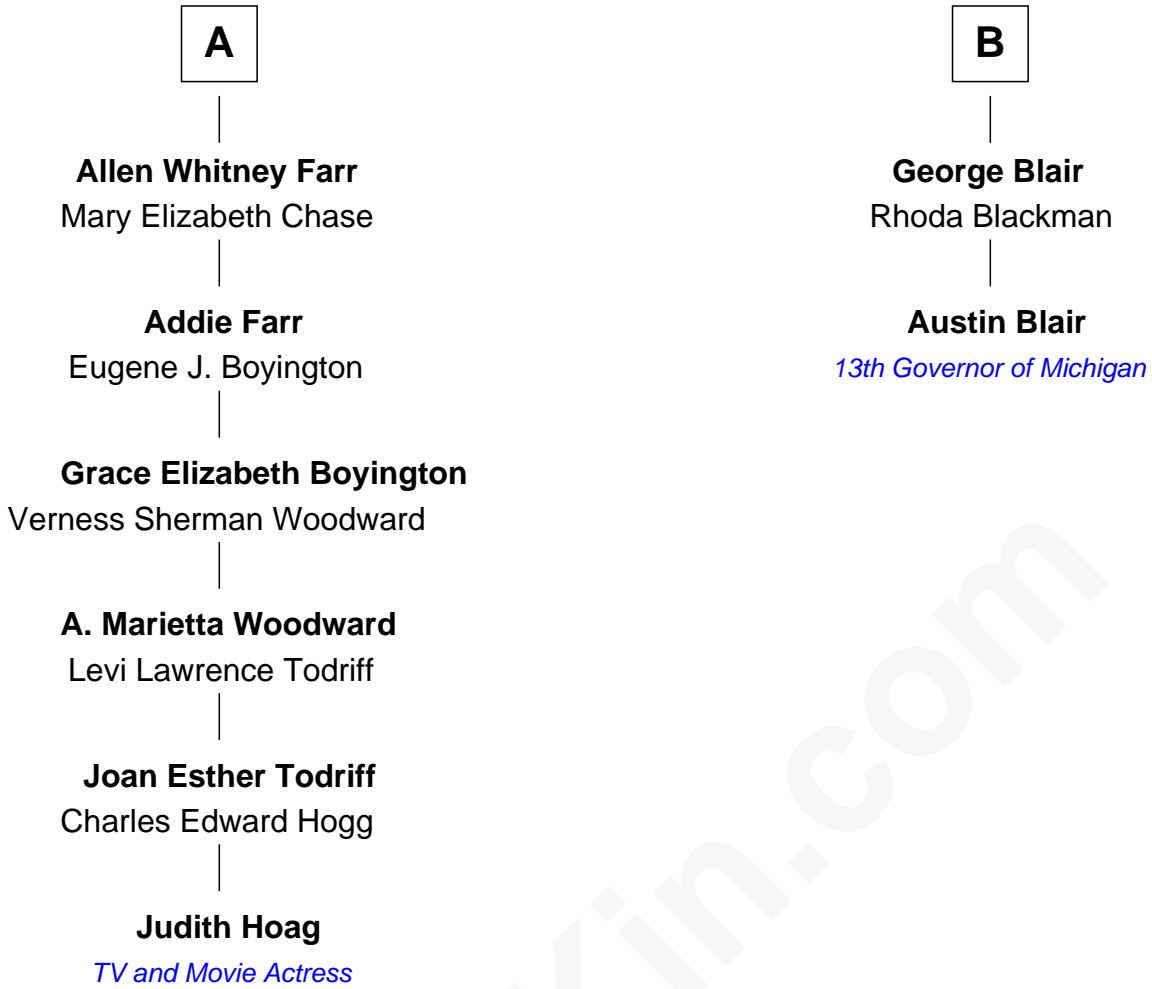 A
Allen Whitney Farr
Mary Elizabeth Chase
Addie Farr
Eugene J. Boyington
Grace Elizabeth Boyington
Verness Sherman Woodward
A. Marietta Woodward
Levi Lawrence Todriff
Joan Esther Todriff
Charles Edward Hogg
Judith Hoag
TV and Movie Actress
B
George Blair
Rhoda Blackman
Austin Blair
13th Governor of Michigan
Kin.com